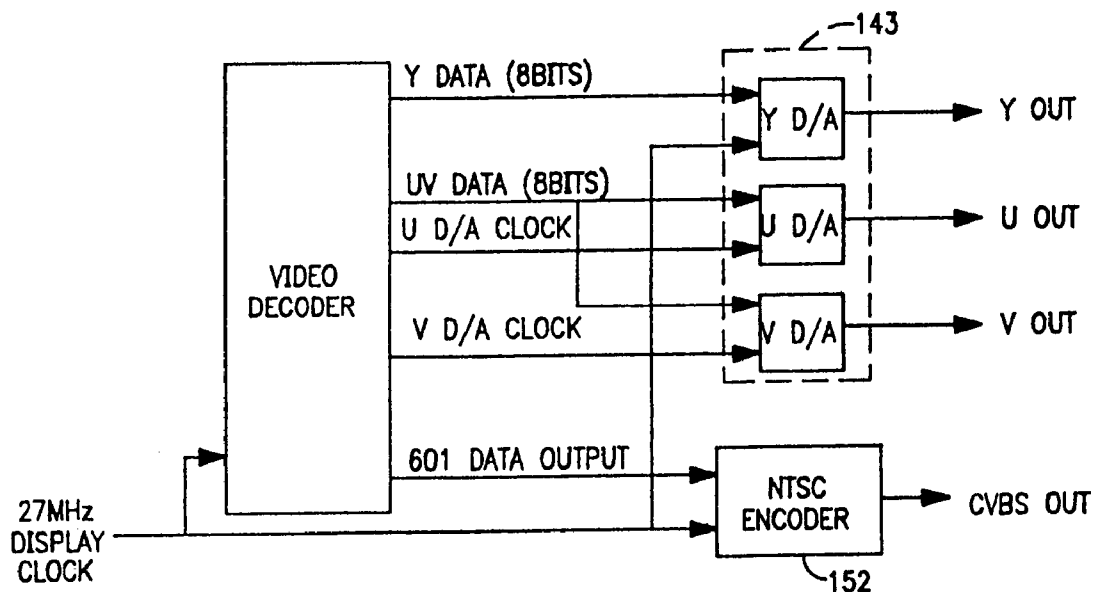 143
Y DATA (8BITS)
Y D/A
Y OUT
UV DATA (8BITS)
U D/A CLOCK
U D/A
U OUT
VIDEO
DECODER
V D/A CLOCK
V D/A
V OUT
601 DATA OUTPUT
27MHz
DISPLAY
CLOCK
NTSC
ENCODER
CVBS OUT
152